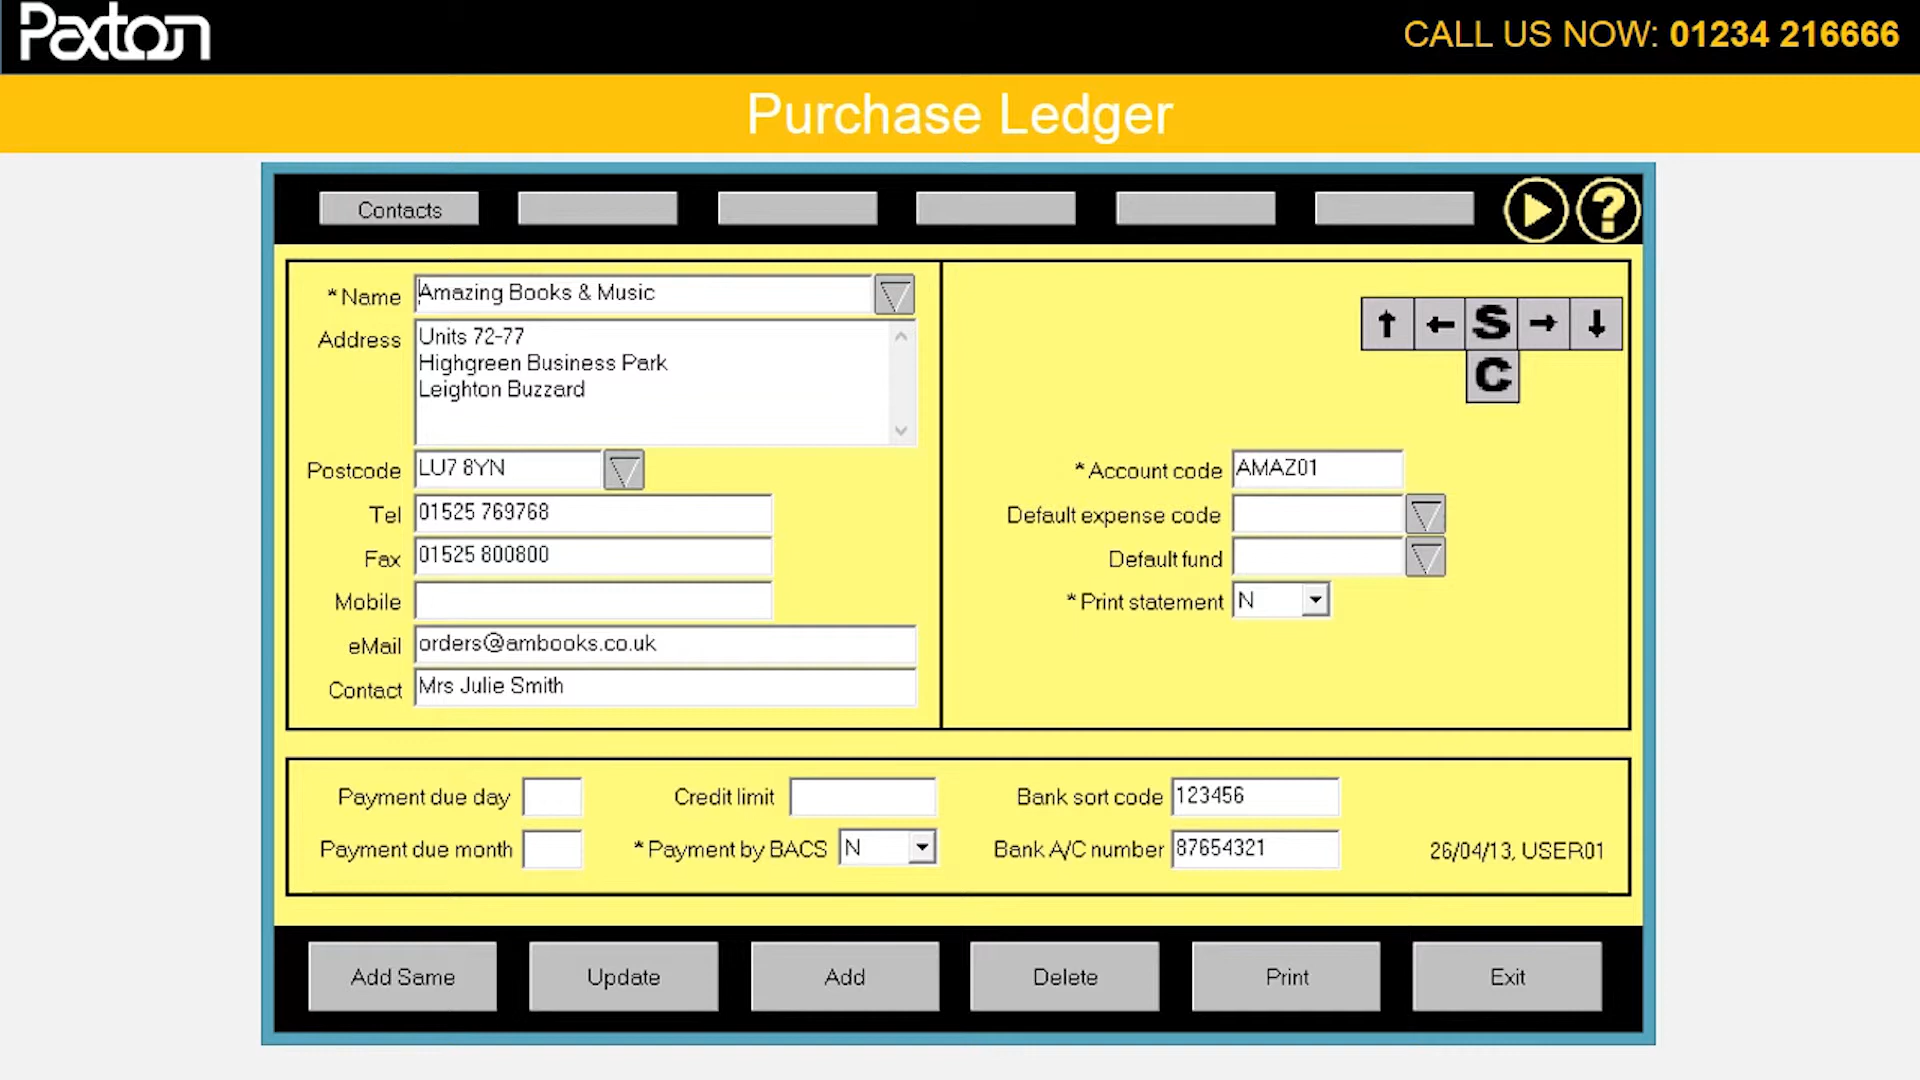 Paxton
CALL US NOW: 01234 216666
Purchase Ledger
Contacts
?
* Name Amazing Books & Music
Address Units 72-77
Highgreen Business Park
Leighton Buzzard
S
C
Postcode LU7 8YN
* Account code AMAZ01
Tel 01525 769768
Default expense code
Fax 01525 800800
Default fund
Mobile
* Print statement N
eMail orders@ambooks.co.uk
Contact Mrs Julie Smith
Payment due day
Credit limit
Bank sort code 123456
Payment due month
* Payment by BACS N
Bank A/C number 87654321
26/04/13, USER01
Add Same
Update
Add
Delete
Print
Exit